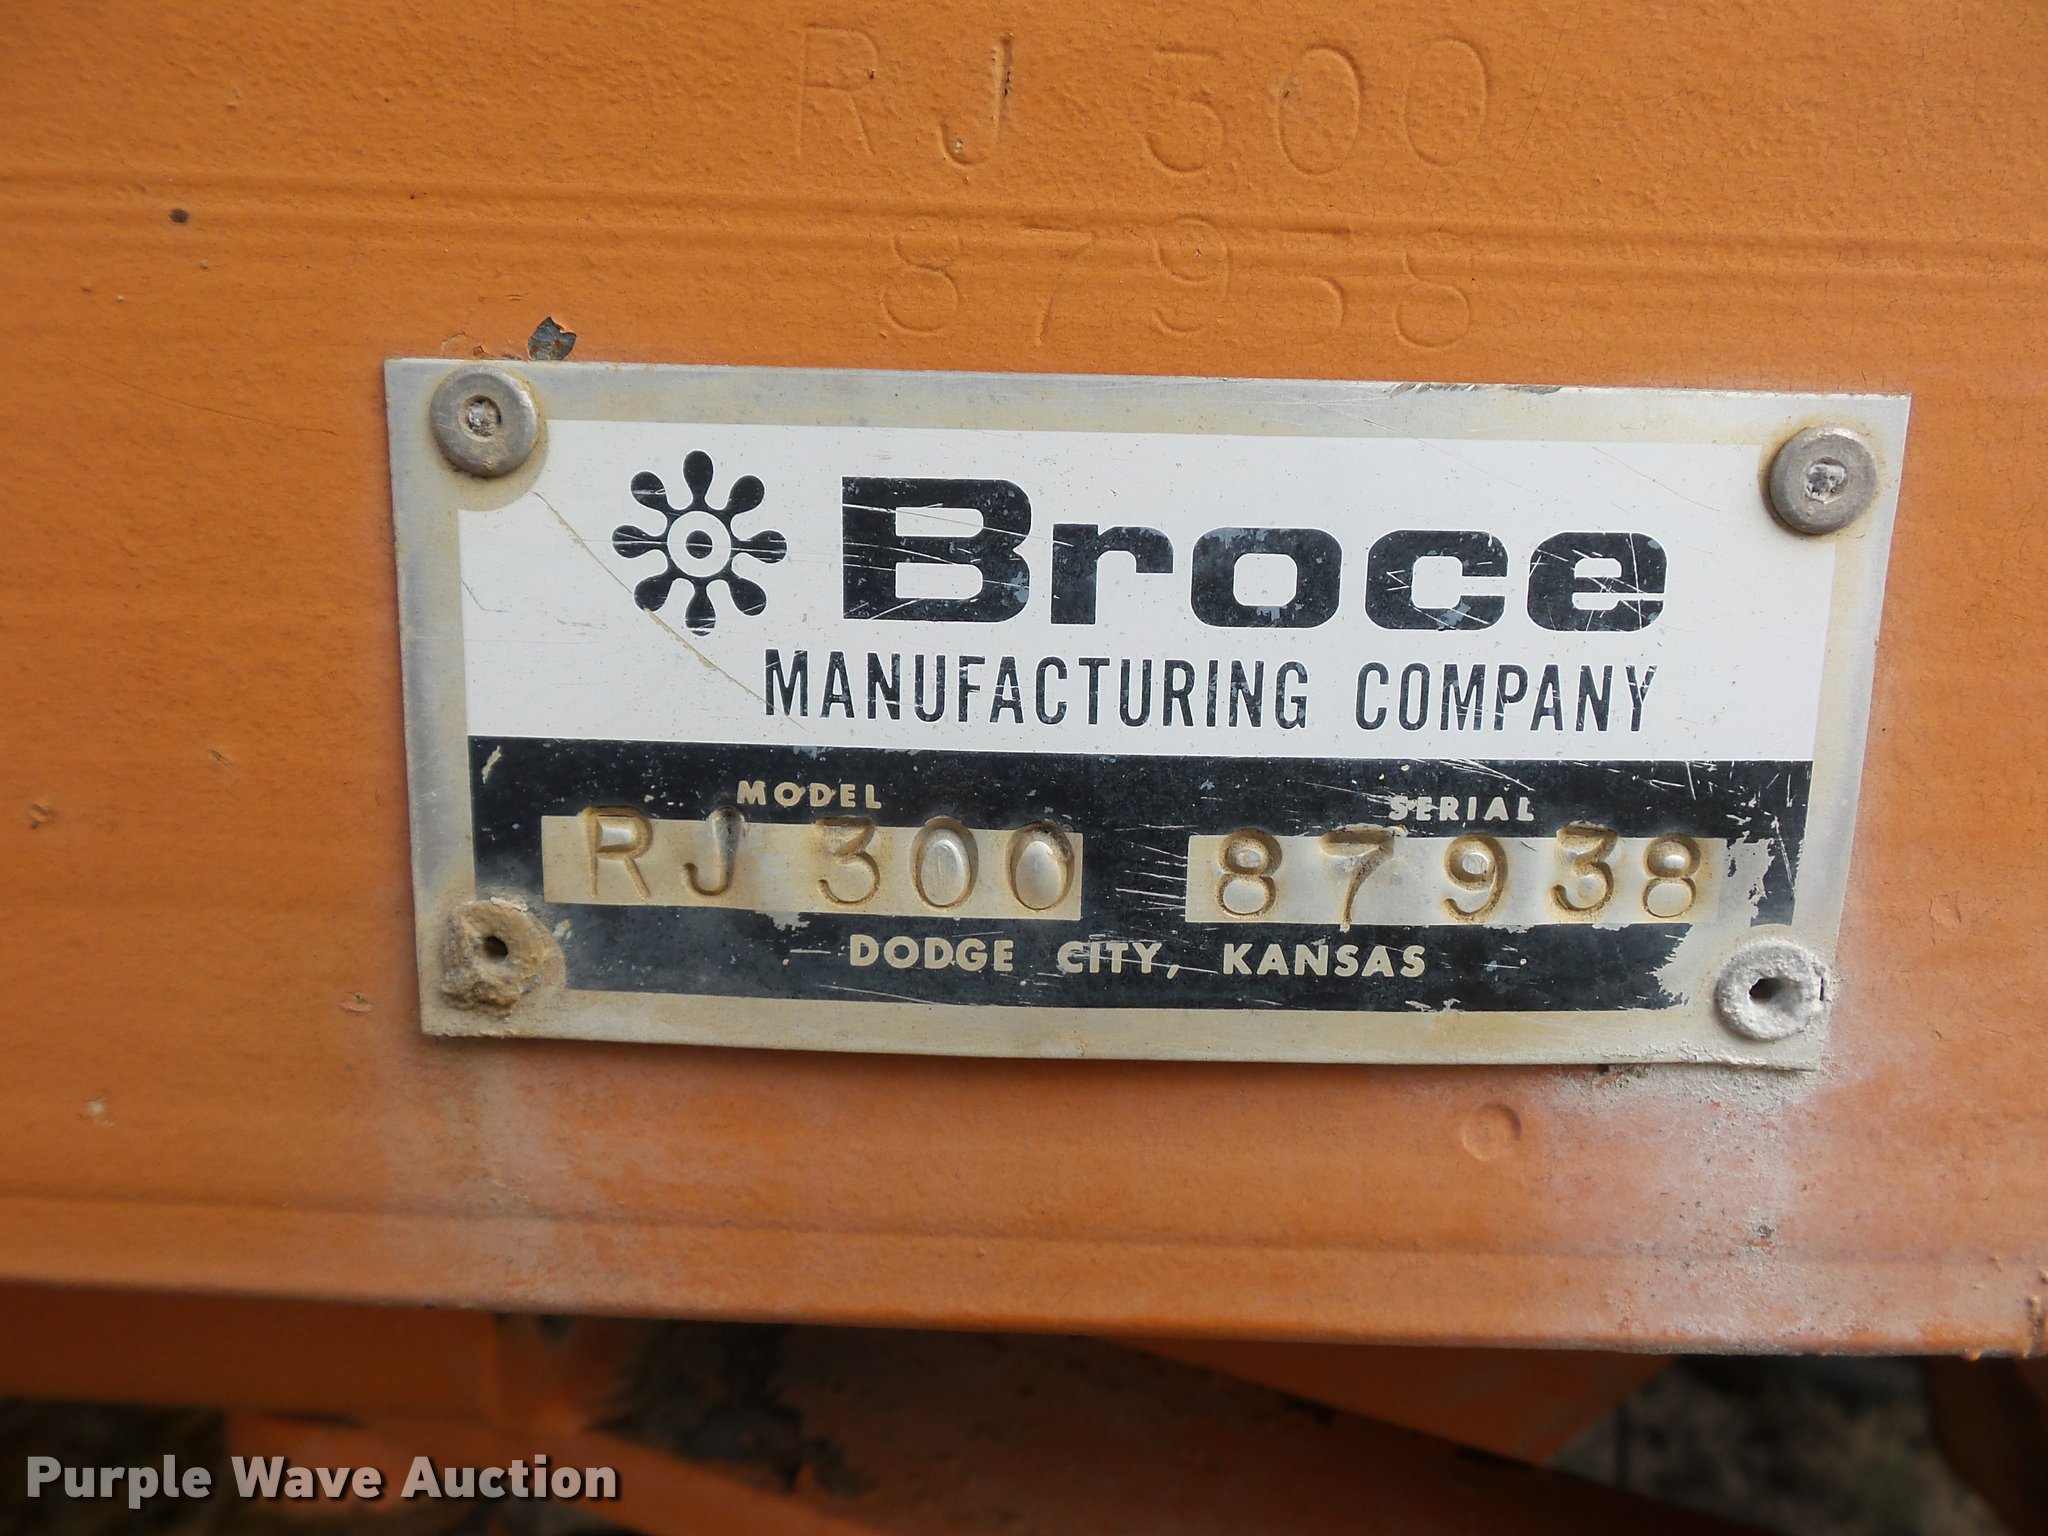 RJ 300
87938
Broce
MANUFACTURING COMPANY
MODEL SERIAL
RJ 300 87938
DODGE CITY, KANSAS
Purple Wave Auction